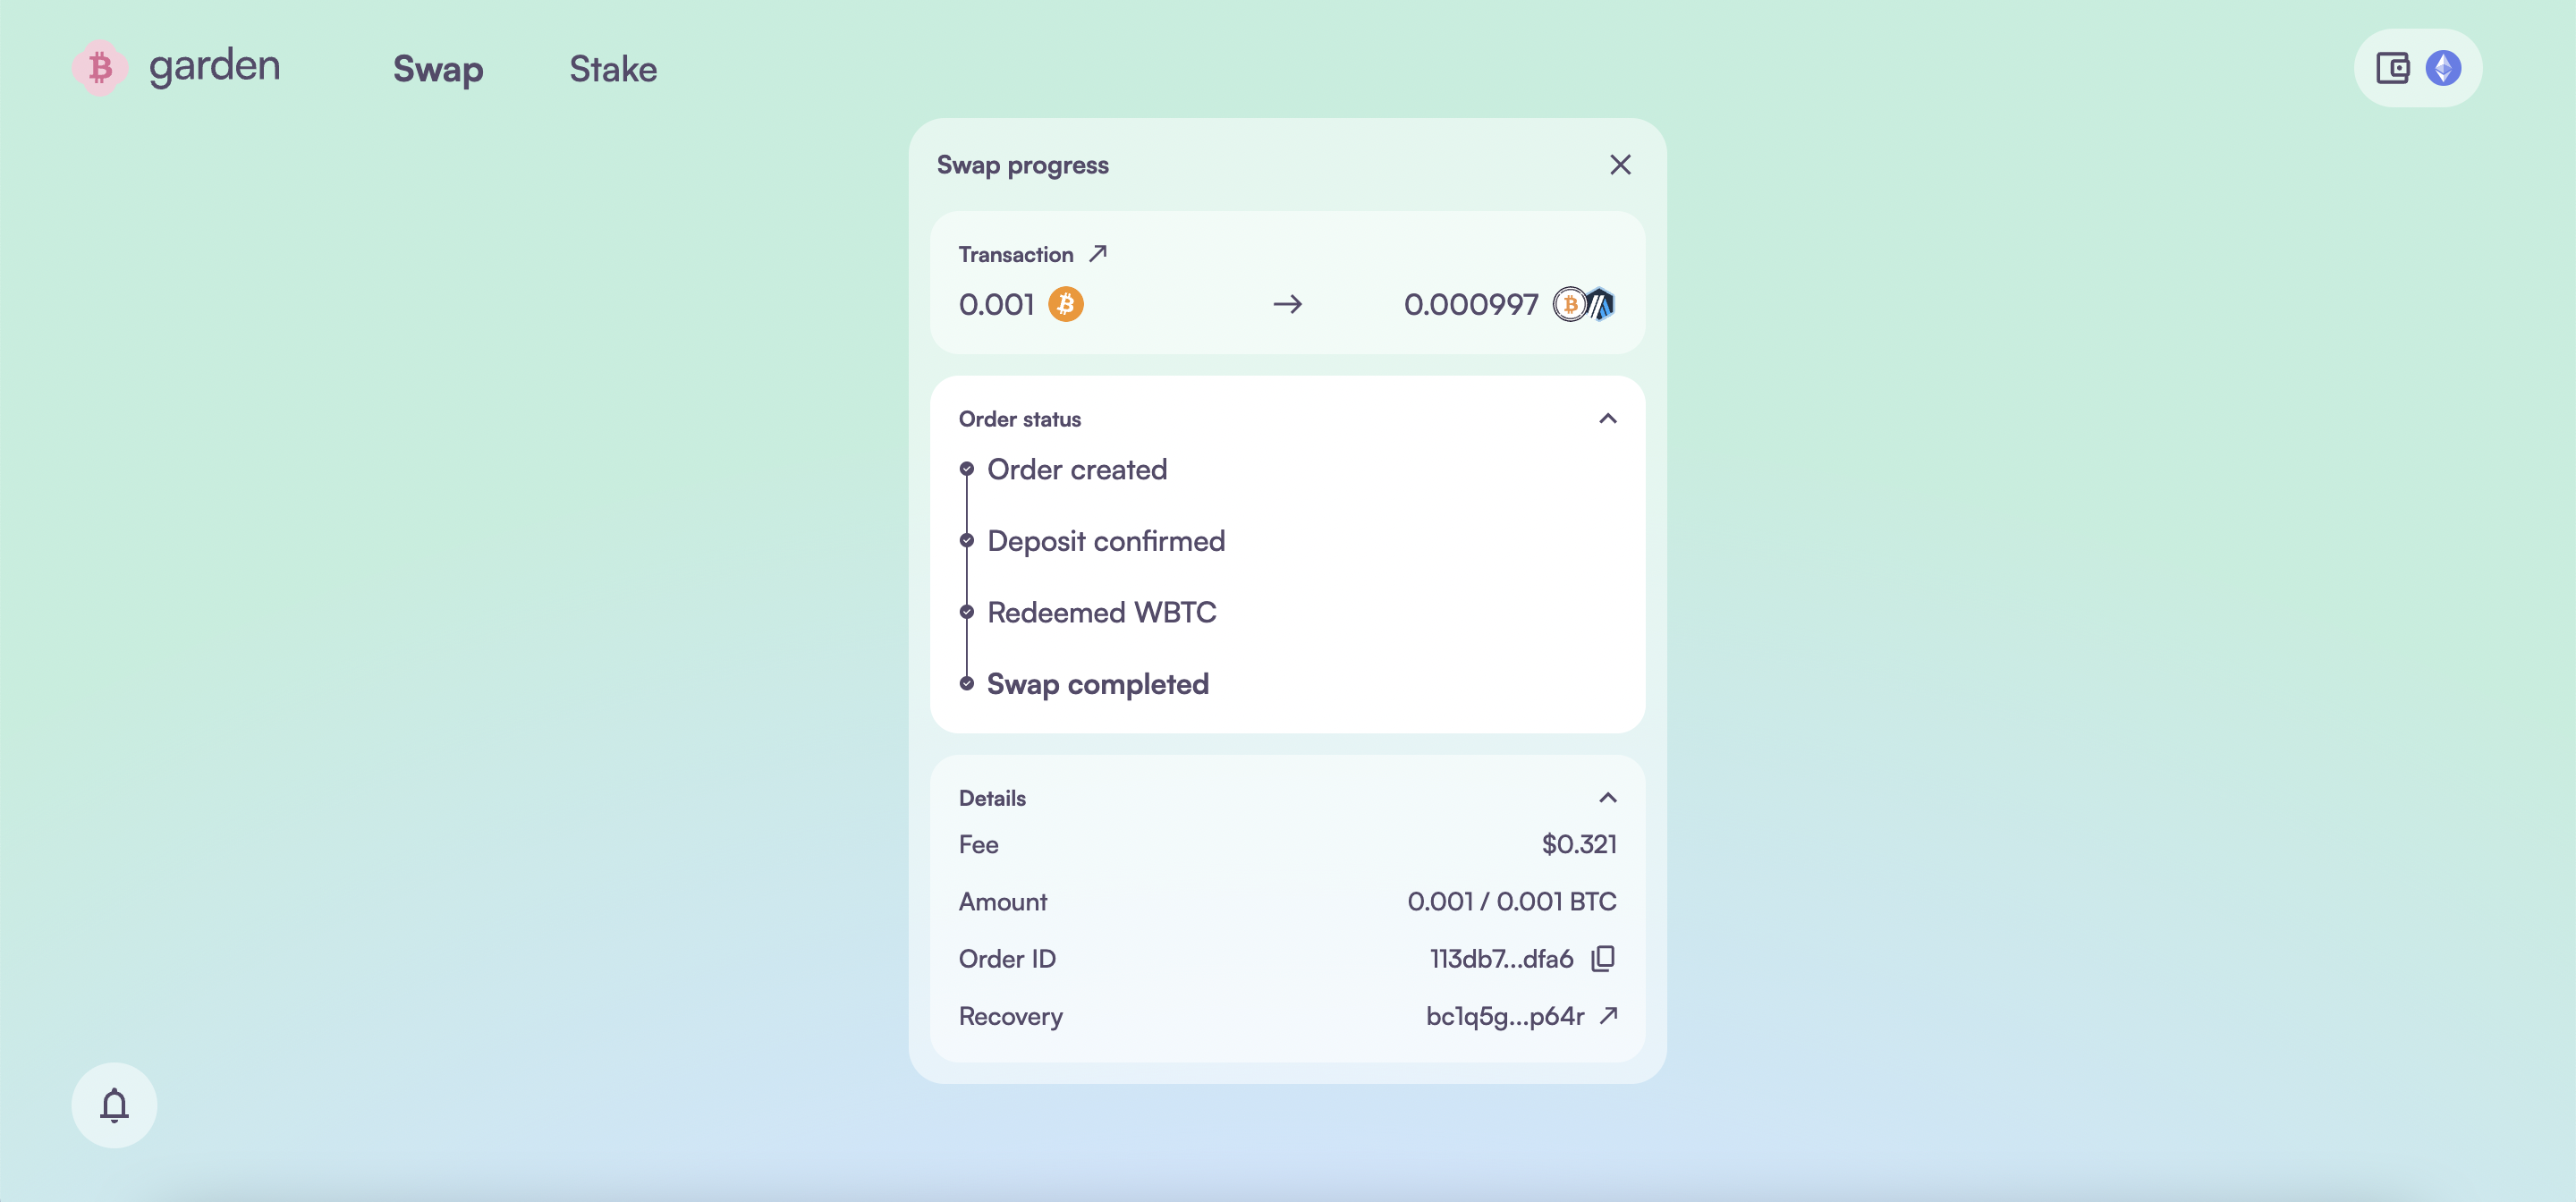 garden
Swap
Stake
Swap progress
Transaction
0.001
0.000997
Order status
Order created
Deposit confirmed
Redeemed WBTC
Swap completed
Details
Fee $0.321
Amount 0.001 / 0.001 BTC
Order ID 113db7...dfa6
Recovery bc1q5g...p64r